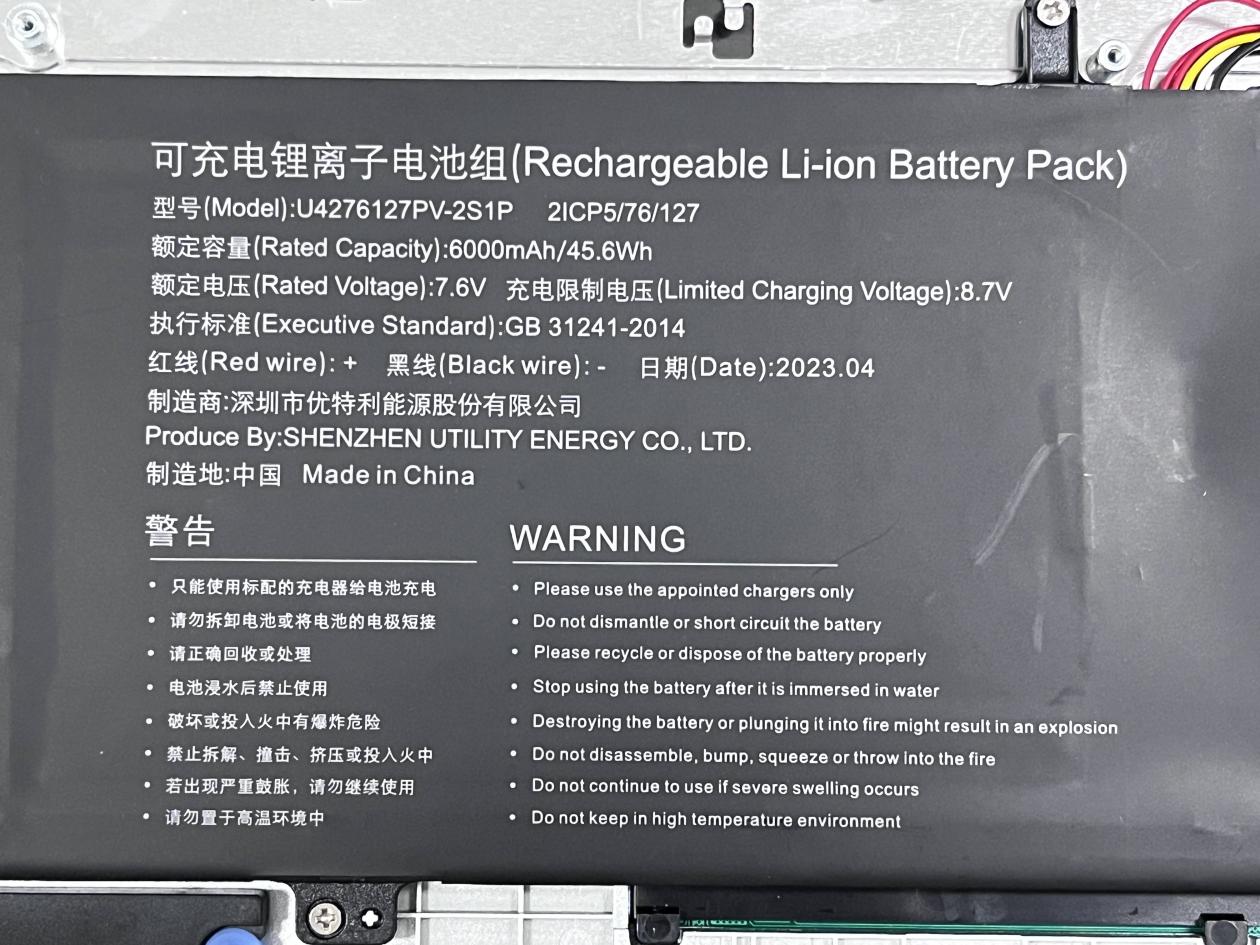 可充电锂离子电池组(Rechargeable Li-ion Battery Pack)
型号(Model):U4276127PV-2S1P 2ICP5/76/127
额定容量(Rated Capacity):6000mAh/45.6Wh
额定电压(Rated Voltage):7.6V 充电限制电压(Limited Charging Voltage):8.7V
执行标准(Executive Standard):GB 31241-2014
红线(Red wire): + 黑线(Black wire): - 日期(Date):2023.04
制造商:深圳市优特利能源股份有限公司
Produce By:SHENZHEN UTILITY ENERGY CO., LTD.
制造地:中国 Made in China
警告
• 只能使用标配的充电器给电池充电
• 请勿拆卸电池或将电池的电极短接
• 请正确回收或处理
• 电池浸水后禁止使用
• 破坏或投入火中有爆炸危险
• 禁止拆解、撞击、挤压或投入火中
• 若出现严重鼓胀，请勿继续使用
• 请勿置于高温环境中
WARNING
• Please use the appointed chargers only
• Do not dismantle or short circuit the battery
• Please recycle or dispose of the battery properly
• Stop using the battery after it is immersed in water
• Destroying the battery or plunging it into fire might result in an explosion
• Do not disassemble, bump, squeeze or throw into the fire
• Do not continue to use if severe swelling occurs
• Do not keep in high temperature environment